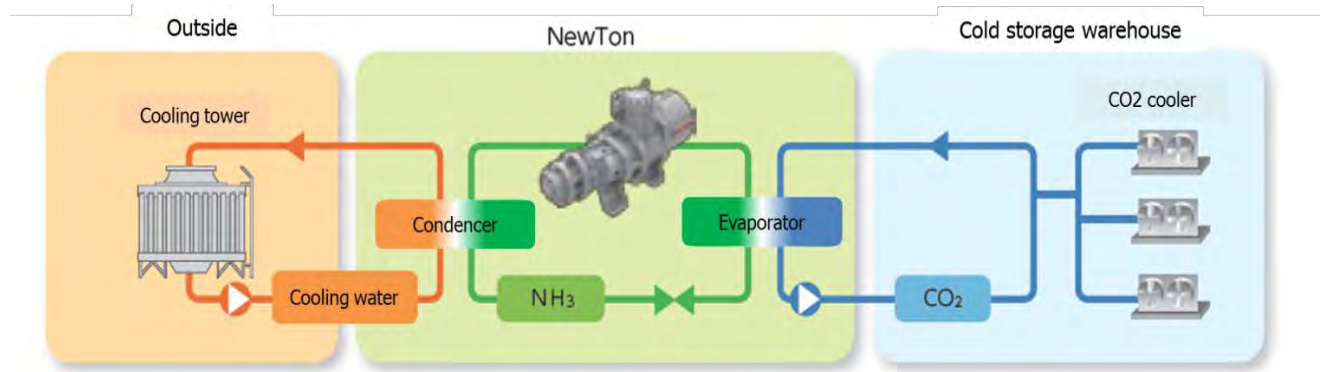 Outside
NewTon
Cold storage warehouse
Cooling tower
CO2 cooler
Condencer
Evaporator
Cooling water
NH₃
CO₂